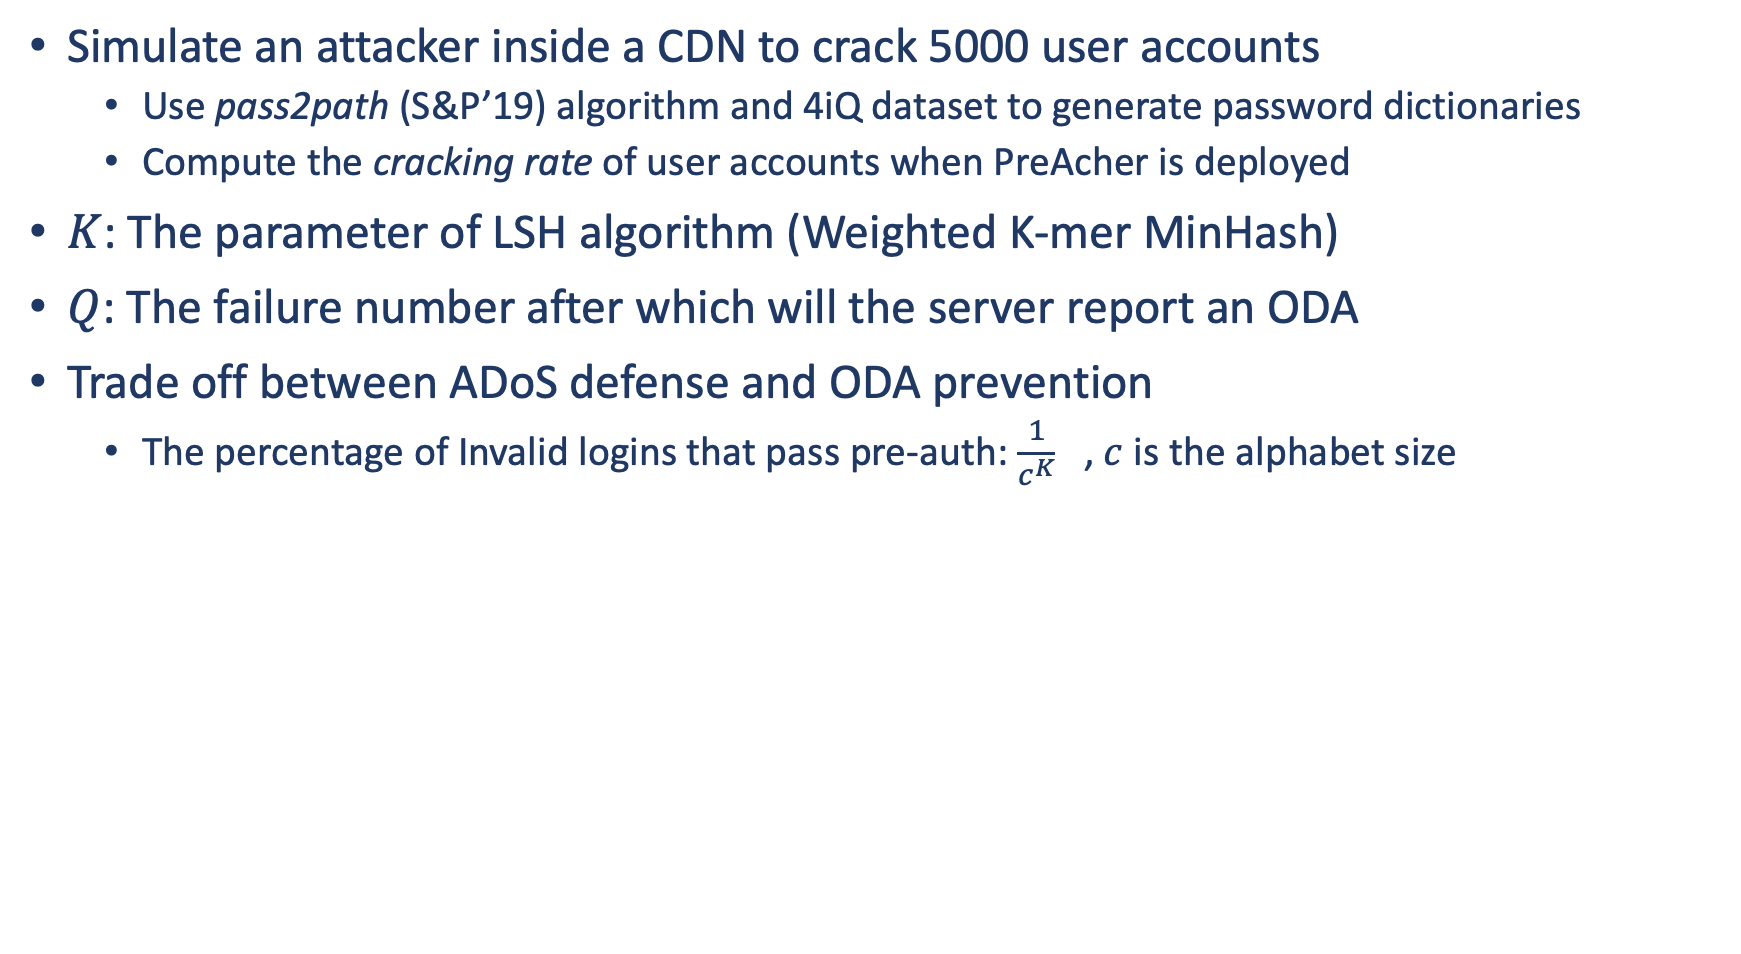 • Simulate an attacker inside a CDN to crack 5000 user accounts
• Use pass2path (S&P’19) algorithm and 4iQ dataset to generate password dictionaries
• Compute the cracking rate of user accounts when PreAcher is deployed
• K: The parameter of LSH algorithm (Weighted K-mer MinHash)
• Q: The failure number after which will the server report an ODA
• Trade off between ADoS defense and ODA prevention
• The percentage of Invalid logins that pass pre-auth: 1/c^K , c is the alphabet size